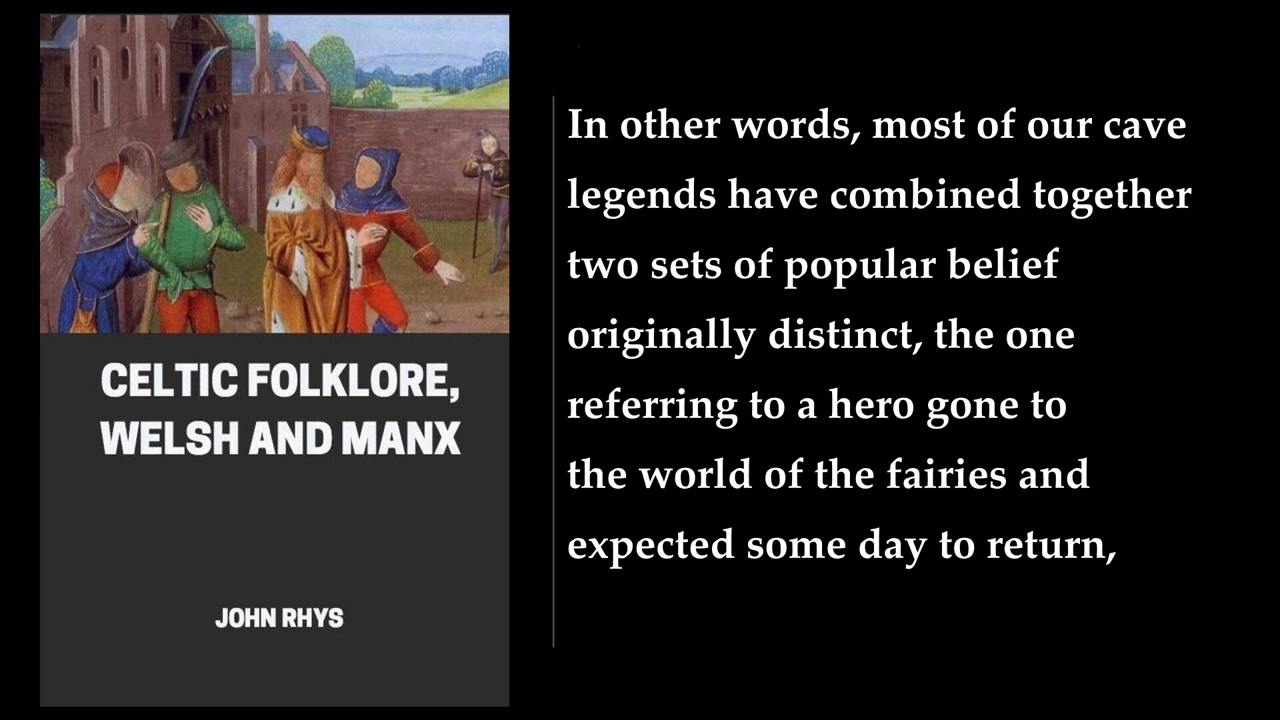 CELTIC FOLKLORE,
WELSH AND MANX
JOHN RHYS
In other words, most of our cave
legends have combined together
two sets of popular belief
originally distinct, the one
referring to a hero gone to
the world of the fairies and
expected some day to return,